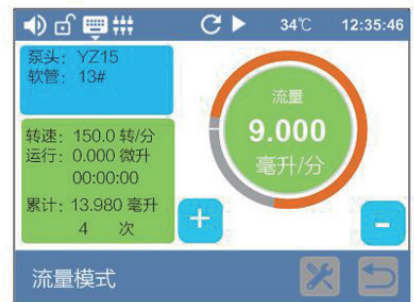 34℃ 12:35:46
泵头: YZ15
软管: 13#
转速: 150.0 转/分
运行: 0.000 微升
00:00:00
累计: 13.980 毫升
4 次
流量
9.000
毫升/分
+
-
流量模式